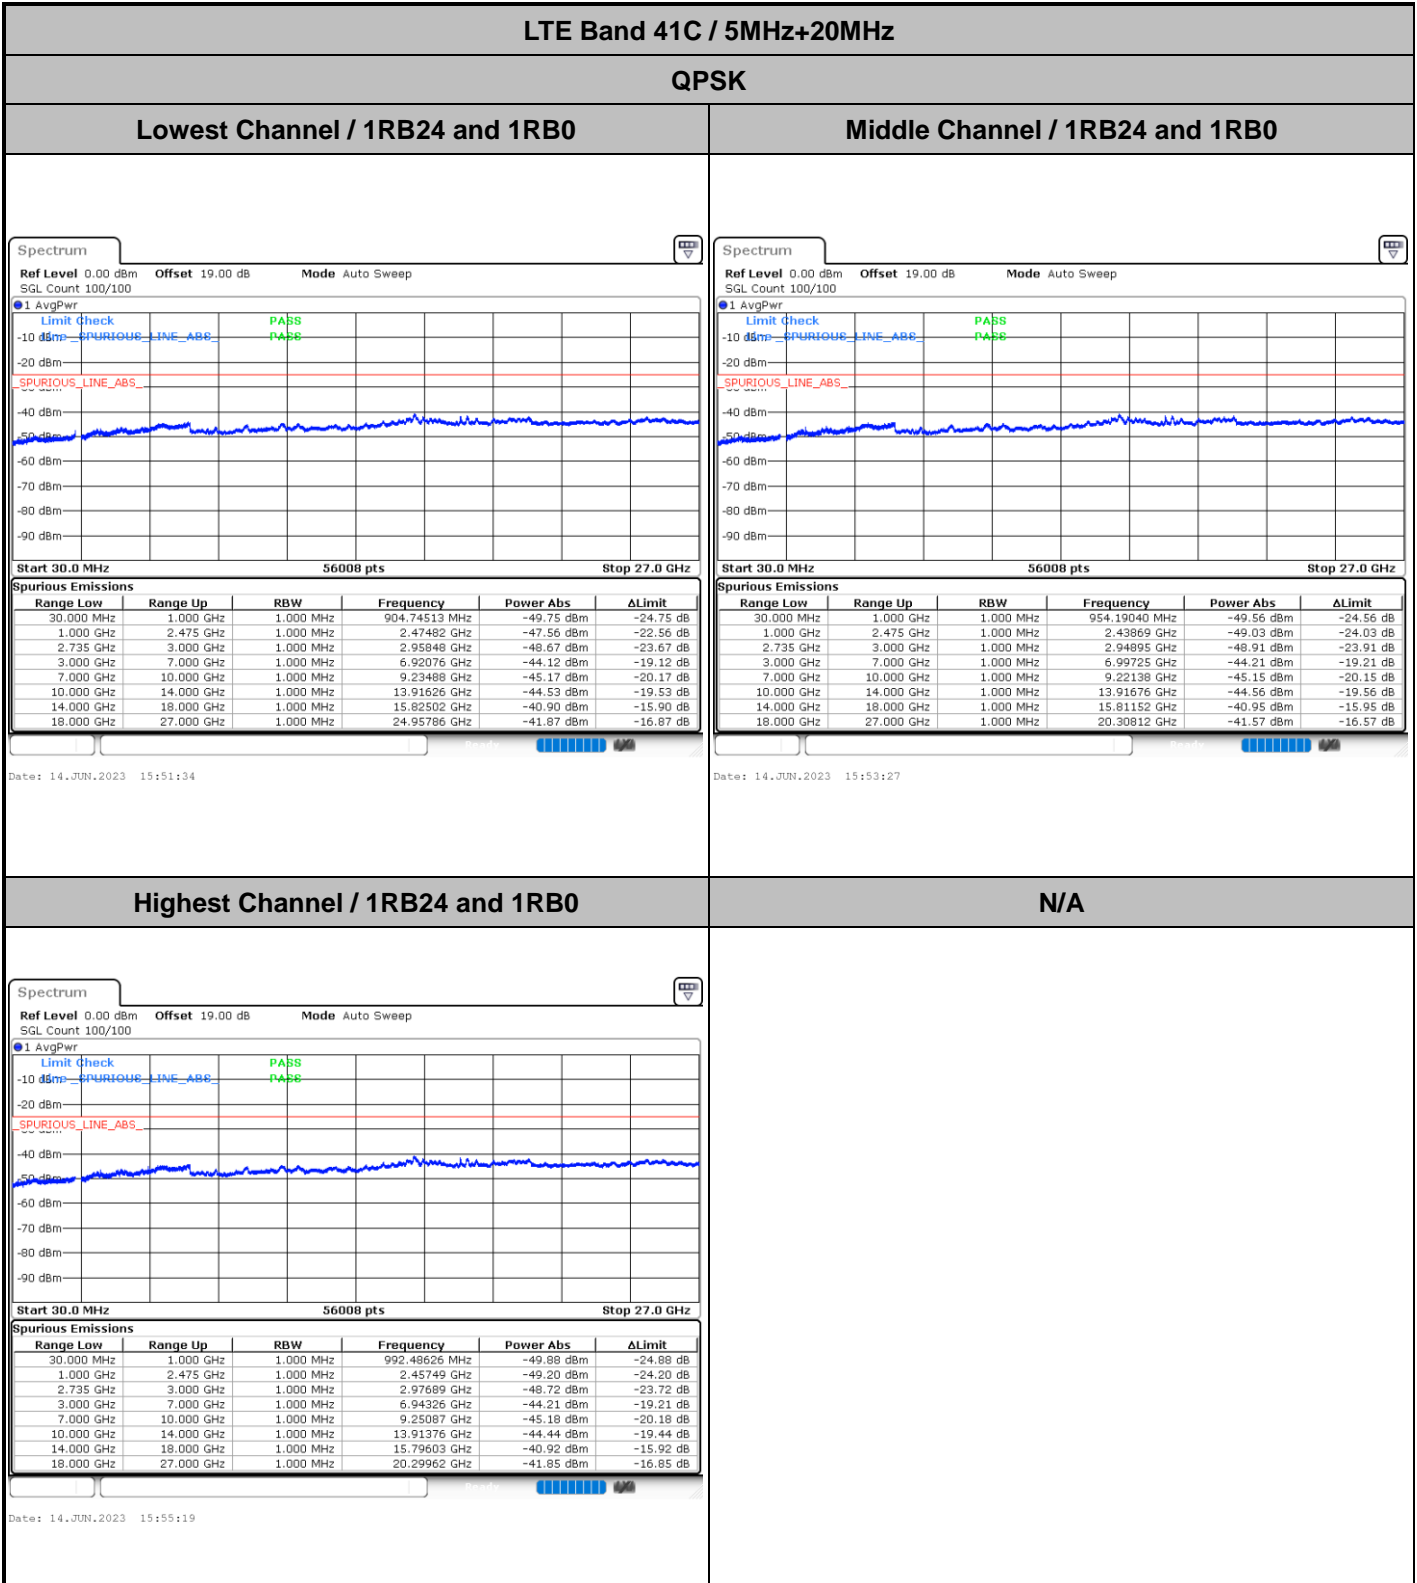 LTE Band 41C / 5MHz+20MHz
QPSK
Lowest Channel / 1RB24 and 1RB0
Middle Channel / 1RB24 and 1RB0
Spectrum
Ref Level 0.00 dBm Offset 19.00 dB Mode Auto Sweep
SGL Count 100/100
1 AvgPwr
Limit Check PASS
Line _SPURIOUS_LINE_ABS_ PASS
-10 dBm
-20 dBm
_SPURIOUS_LINE_ABS_
-40 dBm
-50 dBm
-60 dBm
-70 dBm
-80 dBm
-90 dBm
Start 30.0 MHz 56008 pts Stop 27.0 GHz
Spurious Emissions
Range Low Range Up RBW Frequency Power Abs ΔLimit
30.000 MHz 1.000 GHz 1.000 MHz 904.74513 MHz -49.75 dBm -24.75 dB
1.000 GHz 2.475 GHz 1.000 MHz 2.47482 GHz -47.56 dBm -22.56 dB
2.735 GHz 3.000 GHz 1.000 MHz 2.95848 GHz -48.67 dBm -23.67 dB
3.000 GHz 7.000 GHz 1.000 MHz 6.92076 GHz -44.12 dBm -19.12 dB
7.000 GHz 10.000 GHz 1.000 MHz 9.23488 GHz -45.17 dBm -20.17 dB
10.000 GHz 14.000 GHz 1.000 MHz 13.91626 GHz -44.53 dBm -19.53 dB
14.000 GHz 18.000 GHz 1.000 MHz 15.82502 GHz -40.90 dBm -15.90 dB
18.000 GHz 27.000 GHz 1.000 MHz 24.95786 GHz -41.87 dBm -16.87 dB
Ready
Date: 14.JUN.2023 15:51:34
Spectrum
Ref Level 0.00 dBm Offset 19.00 dB Mode Auto Sweep
SGL Count 100/100
1 AvgPwr
Limit Check PASS
Line _SPURIOUS_LINE_ABS_ PASS
-10 dBm
-20 dBm
_SPURIOUS_LINE_ABS_
-40 dBm
-50 dBm
-60 dBm
-70 dBm
-80 dBm
-90 dBm
Start 30.0 MHz 56008 pts Stop 27.0 GHz
Spurious Emissions
Range Low Range Up RBW Frequency Power Abs ΔLimit
30.000 MHz 1.000 GHz 1.000 MHz 954.19040 MHz -49.56 dBm -24.56 dB
1.000 GHz 2.475 GHz 1.000 MHz 2.43869 GHz -49.03 dBm -24.03 dB
2.735 GHz 3.000 GHz 1.000 MHz 2.94895 GHz -48.91 dBm -23.91 dB
3.000 GHz 7.000 GHz 1.000 MHz 6.99725 GHz -44.21 dBm -19.21 dB
7.000 GHz 10.000 GHz 1.000 MHz 9.22138 GHz -45.15 dBm -20.15 dB
10.000 GHz 14.000 GHz 1.000 MHz 13.91676 GHz -44.56 dBm -19.56 dB
14.000 GHz 18.000 GHz 1.000 MHz 15.81152 GHz -40.95 dBm -15.95 dB
18.000 GHz 27.000 GHz 1.000 MHz 20.30812 GHz -41.57 dBm -16.57 dB
Ready
Date: 14.JUN.2023 15:53:27
Highest Channel / 1RB24 and 1RB0
N/A
Spectrum
Ref Level 0.00 dBm Offset 19.00 dB Mode Auto Sweep
SGL Count 100/100
1 AvgPwr
Limit Check PASS
Line _SPURIOUS_LINE_ABS_ PASS
-10 dBm
-20 dBm
_SPURIOUS_LINE_ABS_
-40 dBm
-50 dBm
-60 dBm
-70 dBm
-80 dBm
-90 dBm
Start 30.0 MHz 56008 pts Stop 27.0 GHz
Spurious Emissions
Range Low Range Up RBW Frequency Power Abs ΔLimit
30.000 MHz 1.000 GHz 1.000 MHz 992.48626 MHz -49.88 dBm -24.88 dB
1.000 GHz 2.475 GHz 1.000 MHz 2.45749 GHz -49.20 dBm -24.20 dB
2.735 GHz 3.000 GHz 1.000 MHz 2.97689 GHz -48.72 dBm -23.72 dB
3.000 GHz 7.000 GHz 1.000 MHz 6.94326 GHz -44.21 dBm -19.21 dB
7.000 GHz 10.000 GHz 1.000 MHz 9.25087 GHz -45.18 dBm -20.18 dB
10.000 GHz 14.000 GHz 1.000 MHz 13.91376 GHz -44.44 dBm -19.44 dB
14.000 GHz 18.000 GHz 1.000 MHz 15.79603 GHz -40.92 dBm -15.92 dB
18.000 GHz 27.000 GHz 1.000 MHz 20.29962 GHz -41.85 dBm -16.85 dB
Ready
Date: 14.JUN.2023 15:55:19